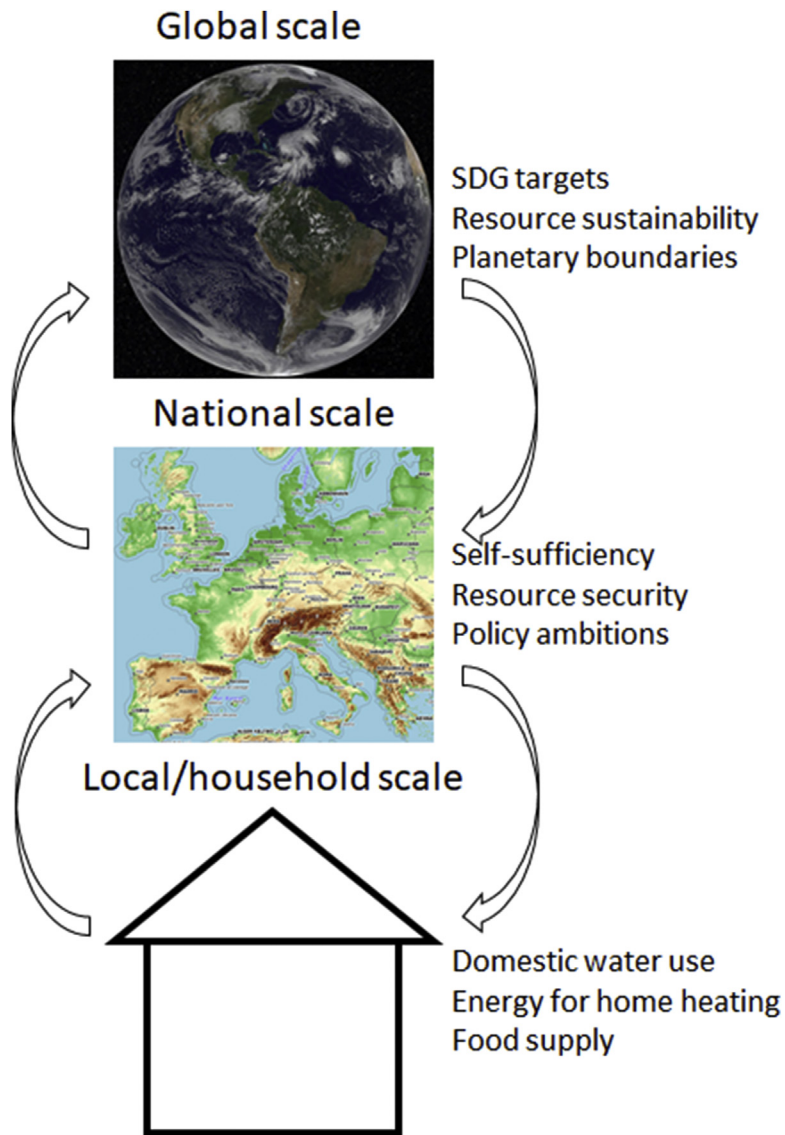 Global scale
SDG targets
Resource sustainability
Planetary boundaries
National scale
Self-sufficiency
Resource security
Policy ambitions
Local/household scale
Domestic water use
Energy for home heating
Food supply